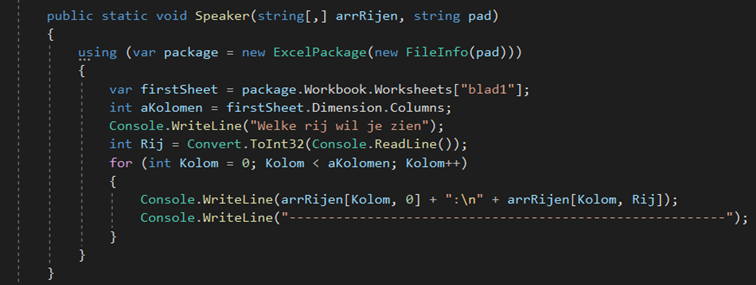 public static void Speaker(string[,] arrRijen, string pad)
{
using (var package = new ExcelPackage(new FileInfo(pad)))
{
var firstSheet = package.Workbook.Worksheets["blad1"];
int aKolomen = firstSheet.Dimension.Columns;
Console.WriteLine("Welke rij wil je zien");
int Rij = Convert.ToInt32(Console.ReadLine());
for (int Kolom = 0; Kolom < aKolomen; Kolom++)
{
Console.WriteLine(arrRijen[Kolom, 0] + ":\n" + arrRijen[Kolom, Rij]);
Console.WriteLine("--------------------------------------------------------");
}
}
}